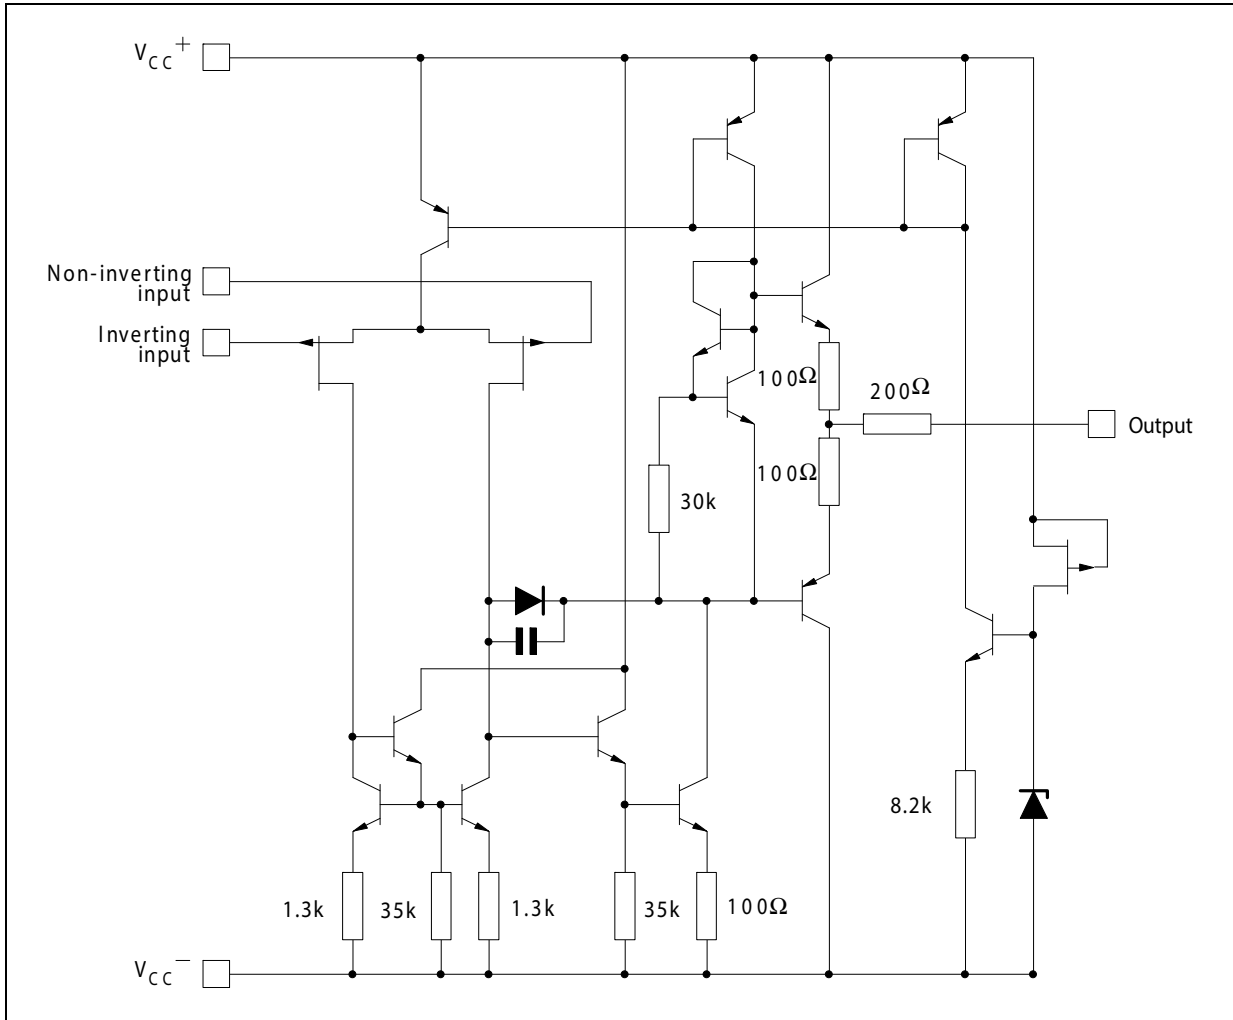 VCC+
Non-inverting
input
Inverting
input
100Ω
200Ω
Output
100Ω
30k
8.2k
1.3k
35k
1.3k
35k
100Ω
VCC−